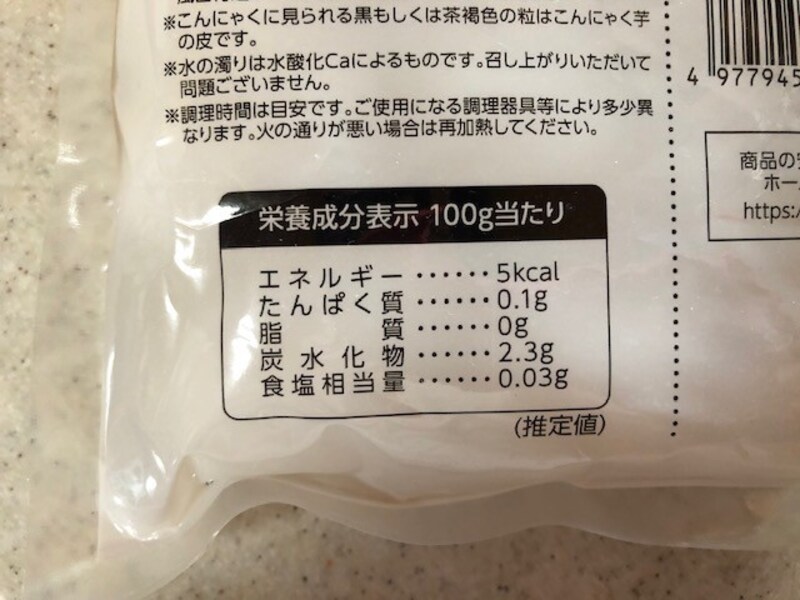 ※こんにゃくに見られる黒もしくは茶褐色の粒はこんにゃく芋
の皮です。
※水の濁りは水酸化Caによるものです。召し上がりいただいて
問題ございません。
※調理時間は目安です。ご使用になる調理器具等により多少異
なります。火の通りが悪い場合は再加熱してください。
4 977945
商品の
ホー
https:/
栄養成分表示 100g当たり
エネルギー ⋯⋯ 5kcal
たんぱく質 ⋯⋯ 0.1g
脂質 ⋯⋯ 0g
炭水化物 ⋯⋯ 2.3g
食塩相当量 ⋯⋯ 0.03g
(推定値)